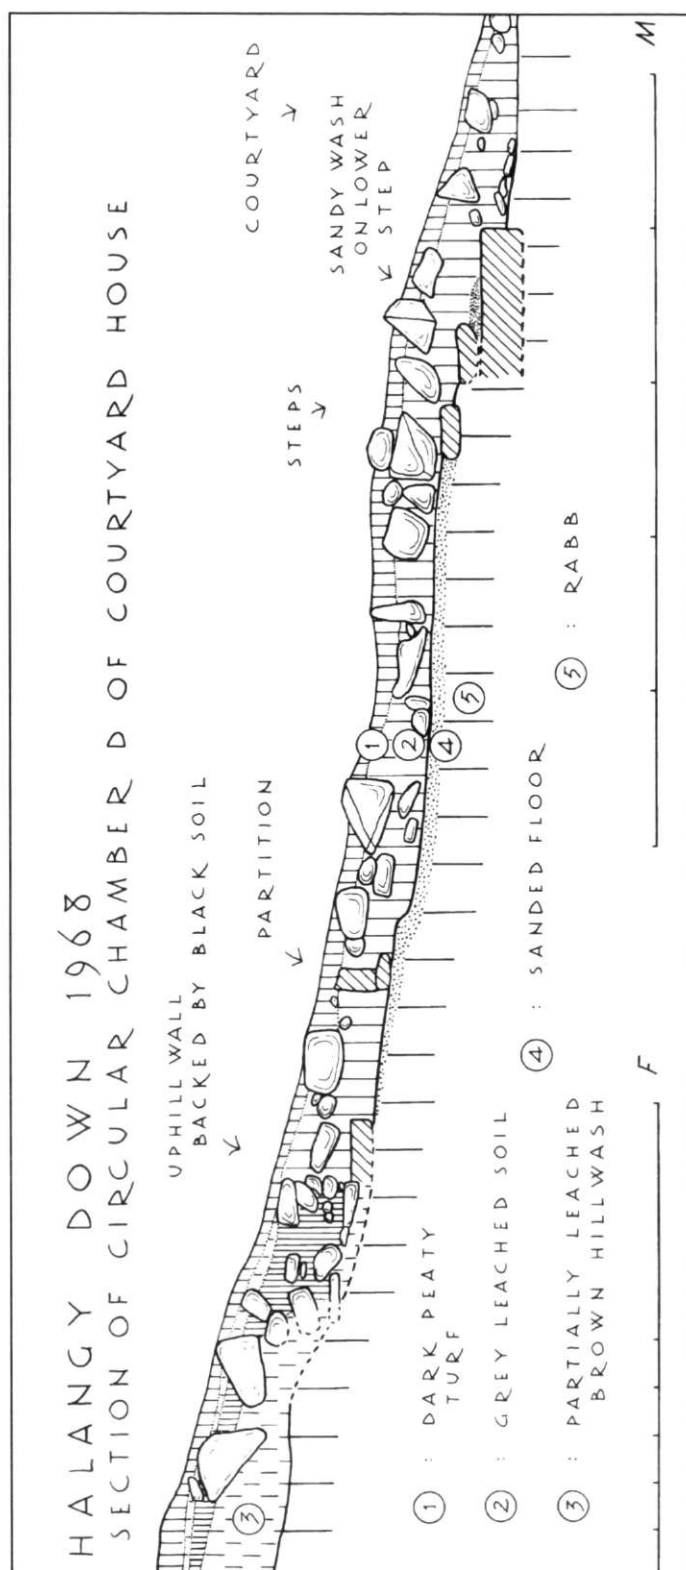 HALANGY DOWN 1968
SECTION OF CIRCULAR CHAMBER D OF COURTYARD HOUSE
UPHILL WALL
BACKED BY BLACK SOIL
PARTITION
STEPS
SANDY WASH
ON LOWER
STEP
COURTYARD
3
1
2
4
5
1 : DARK PEATY
TURF
2 : GREY LEACHED SOIL
3 : PARTIALLY LEACHED
BROWN HILLWASH
4 : SANDED FLOOR
5 : RABB
F
M